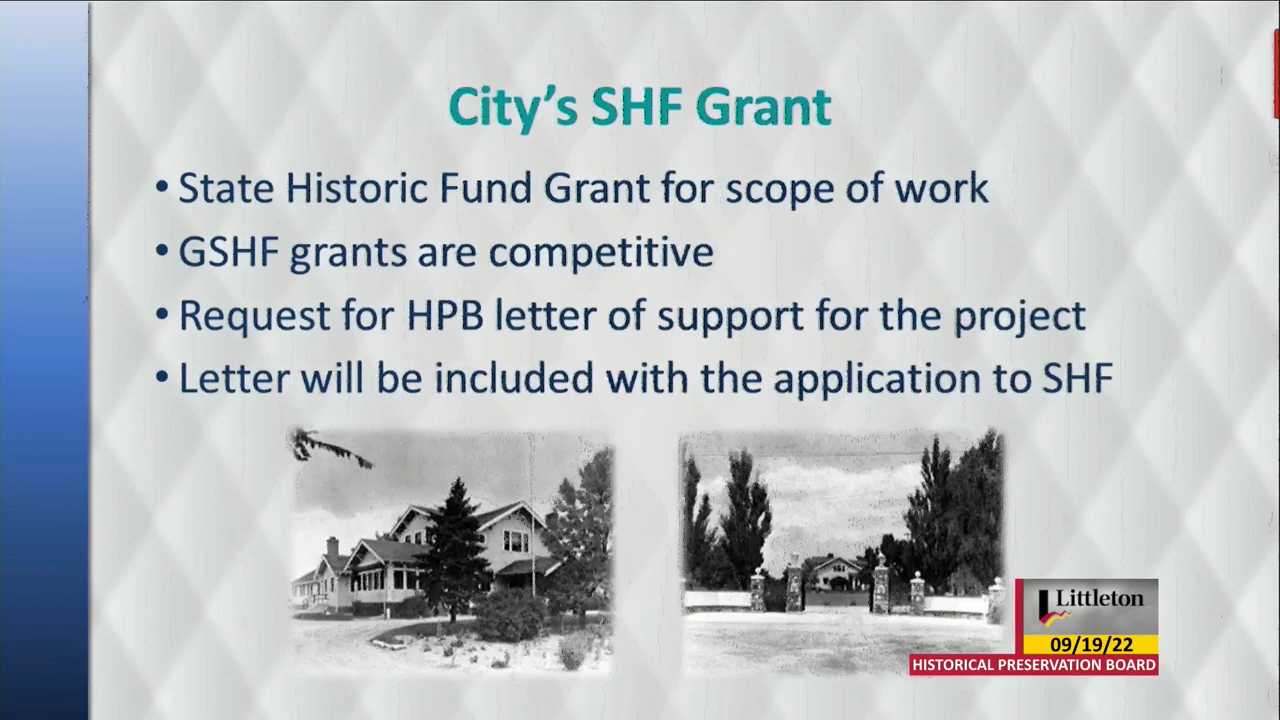 City's SHF Grant
• State Historic Fund Grant for scope of work
• GSHF grants are competitive
• Request for HPB letter of support for the project
• Letter will be included with the application to SHF
Littleton
09/19/22
HISTORICAL PRESERVATION BOARD